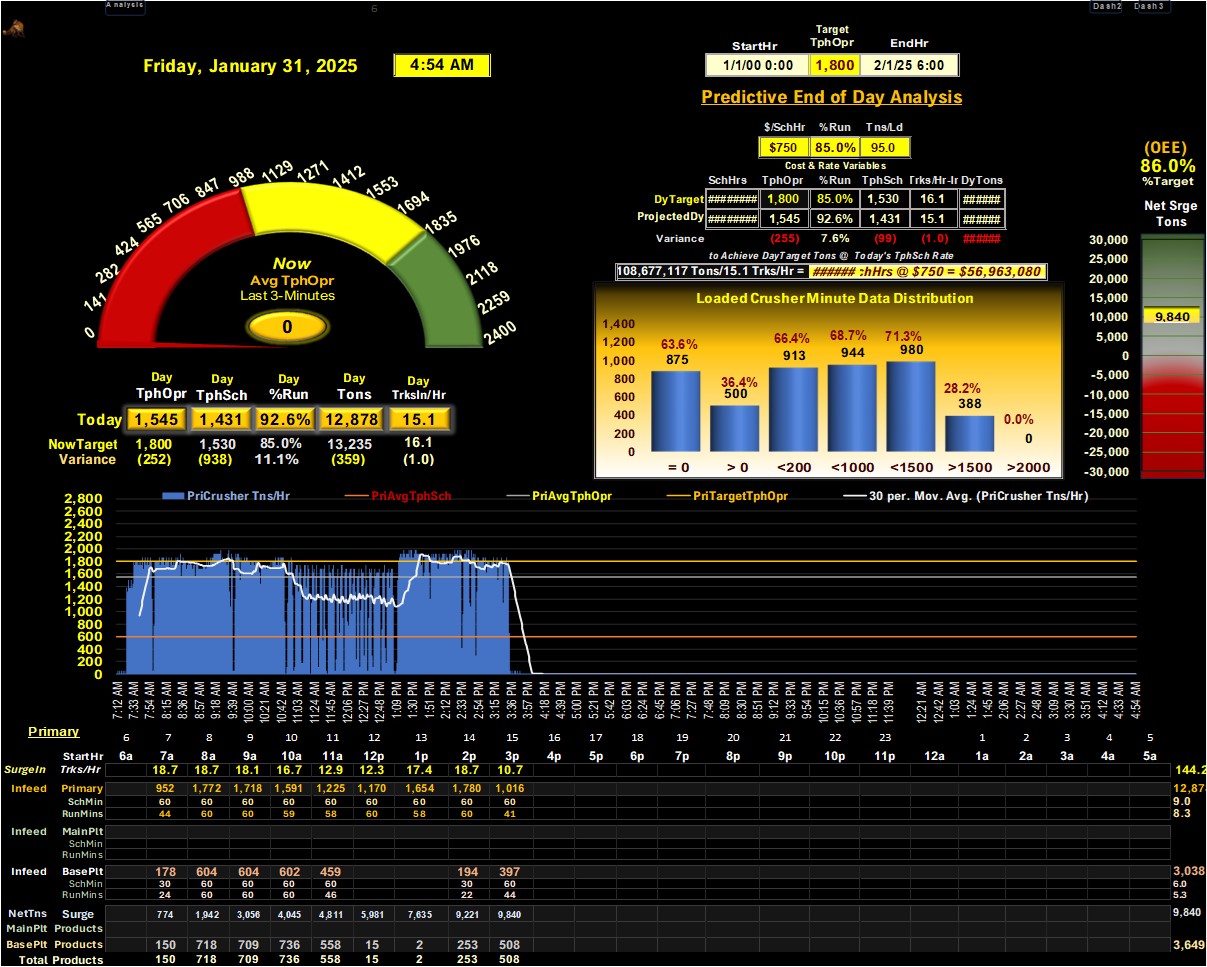 Analysis
6
Dash2 Dash3
Friday, January 31, 2025
4:54 AM
StartHr
Target
TphOpr
EndHr
1/1/00 0:00 1,800 2/1/25 6:00
Predictive End of Day Analysis
$/SchHr %Run Tns/Ld
$750 85.0% 95.0
Cost & Rate Variables
SchHrs TphOpr %Run TphSch Trks/Hr-Ir DyTons
DyTarget ######## 1,800 85.0% 1,530 16.1 ######
ProjectedDy ######## 1,545 92.6% 1,431 15.1 ######
Variance (255) 7.6% (99) (1.0) ######
to Achieve DayTarget Tons @ Today's TphSch Rate
108,677,117 Tons/15.1 Trks/Hr = ###### :hHrs @ $750 = $56,963,080
(OEE)
86.0%
%Target
Net Srge
Tons
30,000
25,000
20,000
15,000
10,000
5,000
0
-5,000
-10,000
-15,000
-20,000
-25,000
-30,000
9,840
0 141 282 424 565 706 847 988 1129 1271 1412 1553 1694 1835 1976 2118 2259 2400
Now
Avg TphOpr
Last 3-Minutes
0
Day Day Day Day Day
TphOpr TphSch %Run Tons TrksIn/Hr
Today 1,545 1,431 92.6% 12,878 15.1
NowTarget 1,800 1,530 85.0% 13,235 16.1
Variance (252) (938) 11.1% (359) (1.0)
Loaded Crusher Minute Data Distribution
1,400
1,200
1,000
800
600
400
200
0
63.6% 36.4% 66.4% 68.7% 71.3% 28.2% 0.0%
875 500 913 944 980 388 0
= 0 > 0 <200 <1000 <1500 >1500 >2000
PriCrusher Tns/Hr PriAvgTphSch PriAvgTphOpr PriTargetTphOpr 30 per. Mov. Avg. (PriCrusher Tns/Hr)
2,800
2,600
2,400
2,200
2,000
1,800
1,600
1,400
1,200
1,000
800
600
400
200
0
7:12 AM 7:33 AM 7:54 AM 8:15 AM 8:36 AM 8:57 AM 9:18 AM 9:39 AM 10:00 AM 10:21 AM 10:42 AM 11:03 AM 11:24 AM 11:45 AM 12:06 PM 12:27 PM 12:48 PM 1:09 PM 1:30 PM 1:51 PM 2:12 PM 2:33 PM 2:54 PM 3:15 PM 3:36 PM 3:57 PM 4:18 PM 4:39 PM 5:00 PM 5:21 PM 5:42 PM 6:03 PM 6:24 PM 6:45 PM 7:06 PM 7:27 PM 7:48 PM 8:09 PM 8:30 PM 8:51 PM 9:12 PM 9:33 PM 9:54 PM 10:15 PM 10:36 PM 10:57 PM 11:18 PM 11:39 PM 12:21 AM 12:42 AM 1:03 AM 1:24 AM 1:45 AM 2:06 AM 2:27 AM 2:48 AM 3:09 AM 3:30 AM 3:51 AM 4:12 AM 4:33 AM 4:54 AM
Primary
6 7 8 9 10 11 12 13 14 15 16 17 18 19 20 21 22 23 1 2 3 4 5
StartHr 6a 7a 8a 9a 10a 11a 12p 1p 2p 3p 4p 5p 6p 7p 8p 9p 10p 11p 12a 1a 2a 3a 4a 5a
SurgeIn Trks/Hr 18.7 18.7 18.1 16.7 12.9 12.3 17.4 18.7 10.7 144.2
Infeed Primary 952 1,772 1,718 1,591 1,225 1,170 1,654 1,780 1,016 12,87
SchMin 60 60 60 60 60 60 60 60 60 9.0
RunMins 44 60 60 59 58 60 58 60 41 8.3
Infeed MainPlt
SchMin
RunMins
Infeed BasePlt 178 604 604 602 459 194 397 3,038
SchMin 30 60 60 60 60 30 60 6.0
RunMins 24 60 60 60 46 22 44 5.3
NetTns Surge 774 1,942 3,056 4,045 4,811 5,981 7,635 9,221 9,840 9,840
MainPlt Products
BasePlt Products 150 718 709 736 558 15 2 253 508 3,649
Total Products 150 718 709 736 558 15 2 253 508